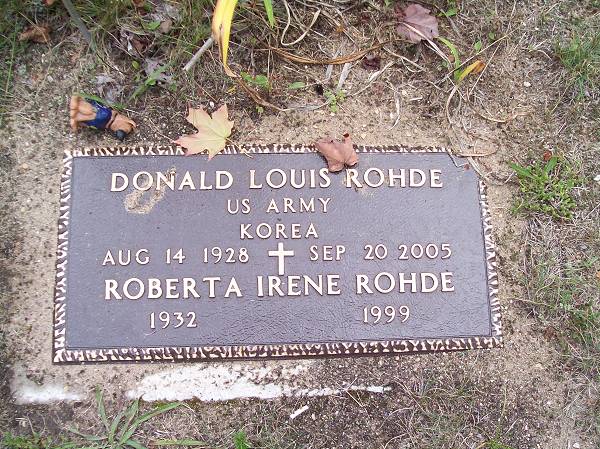 DONALD LOUIS ROHDE
US ARMY
KOREA
AUG 14 1928 SEP 20 2005
ROBERTA IRENE ROHDE
1932 1999